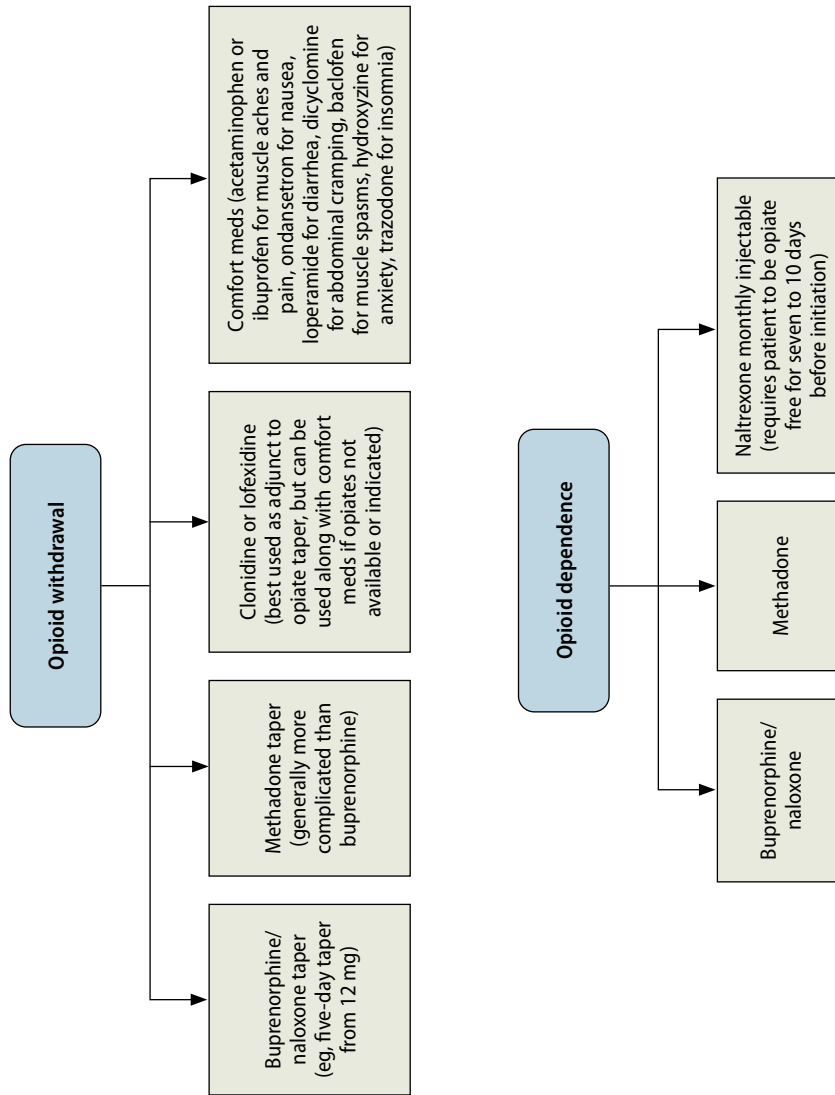 Opioid withdrawal
Buprenorphine/
naloxone taper
(eg, five-day taper
from 12 mg)
Methadone taper
(generally more
complicated than
buprenorphine)
Clonidine or lofexidine
(best used as adjunct to
opiate taper, but can be
used along with comfort
meds if opiates not
available or indicated)
Comfort meds (acetaminophen or
ibuprofen for muscle aches and
pain, ondansetron for nausea,
loperamide for diarrhea, dicyclomine
for abdominal cramping, baclofen
for muscle spasms, hydroxyzine for
anxiety, trazodone for insomnia)
Opioid dependence
Buprenorphine/
naloxone
Methadone
Naltrexone monthly injectable
(requires patient to be opiate
free for seven to 10 days
before initiation)